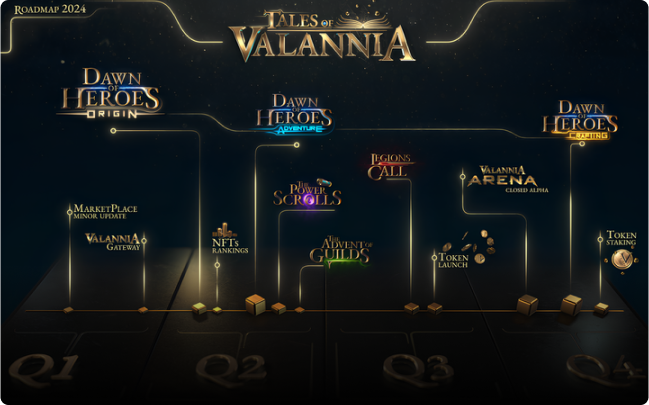 ROADMAP 2024
TALES OF
VALANNIA
DAWN
OF
HEROES
ORIGIN
DAWN
OF
HEROES
ADVENTURE
DAWN
OF
HEROES
CRAFTING
LEGIONS
CALL
VALANNIA
ARENA
CLOSED ALPHA
THE
POWER
SCROLLS
MARKETPLACE
MINOR UPDATE
VALANNIA
GATEWAY
NFTS
RANKINGS
THE
ADVENT OF
GUILDS
TOKEN
LAUNCH
TOKEN
STAKING
Q1
Q2
Q3
Q4